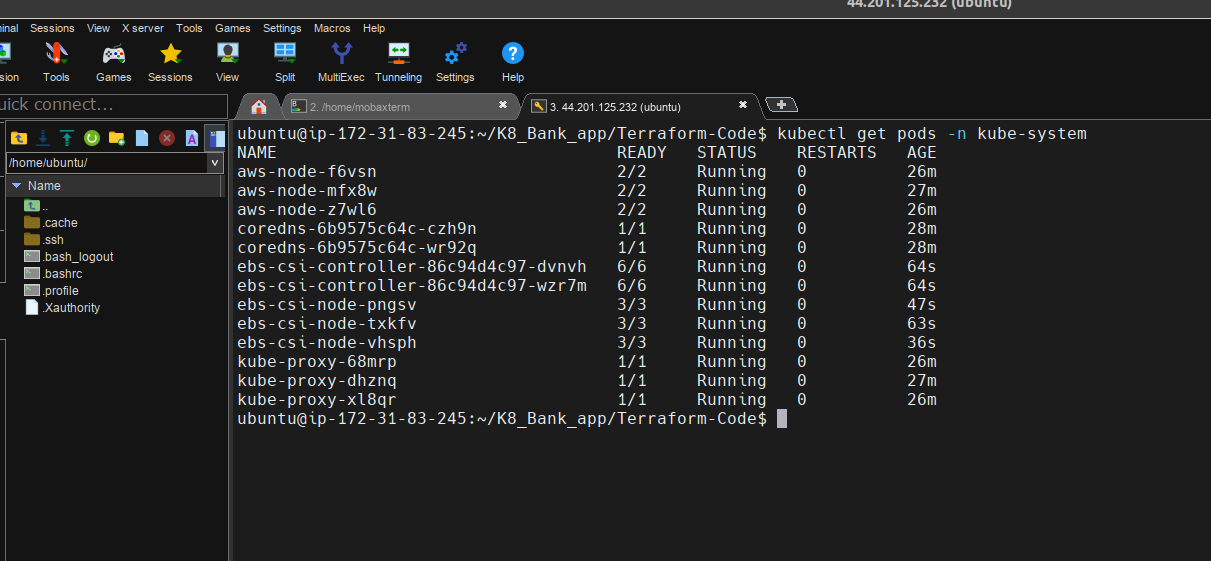 44.201.125.232 (ubuntu)
Sessions View X server Tools Games Settings Macros Help
Tools Games Sessions View Split MultiExec Tunneling Settings Help
connect...
2. /home/mobaxterm
3. 44.201.125.232 (ubuntu)
/home/ubuntu/
Name
..
.cache
.ssh
.bash_logout
.bashrc
.profile
.Xauthority
ubuntu@ip-172-31-83-245:~/K8_Bank_app/Terraform-Code$ kubectl get pods -n kube-system
NAME READY STATUS RESTARTS AGE
aws-node-f6vsn 2/2 Running 0 26m
aws-node-mfx8w 2/2 Running 0 27m
aws-node-z7wl6 2/2 Running 0 26m
coredns-6b9575c64c-czh9n 1/1 Running 0 28m
coredns-6b9575c64c-wr92q 1/1 Running 0 28m
ebs-csi-controller-86c94d4c97-dvnvh 6/6 Running 0 64s
ebs-csi-controller-86c94d4c97-wzr7m 6/6 Running 0 64s
ebs-csi-node-pngsv 3/3 Running 0 47s
ebs-csi-node-txkfv 3/3 Running 0 63s
ebs-csi-node-vhsph 3/3 Running 0 36s
kube-proxy-68mrp 1/1 Running 0 26m
kube-proxy-dhznq 1/1 Running 0 27m
kube-proxy-xl8qr 1/1 Running 0 26m
ubuntu@ip-172-31-83-245:~/K8_Bank_app/Terraform-Code$